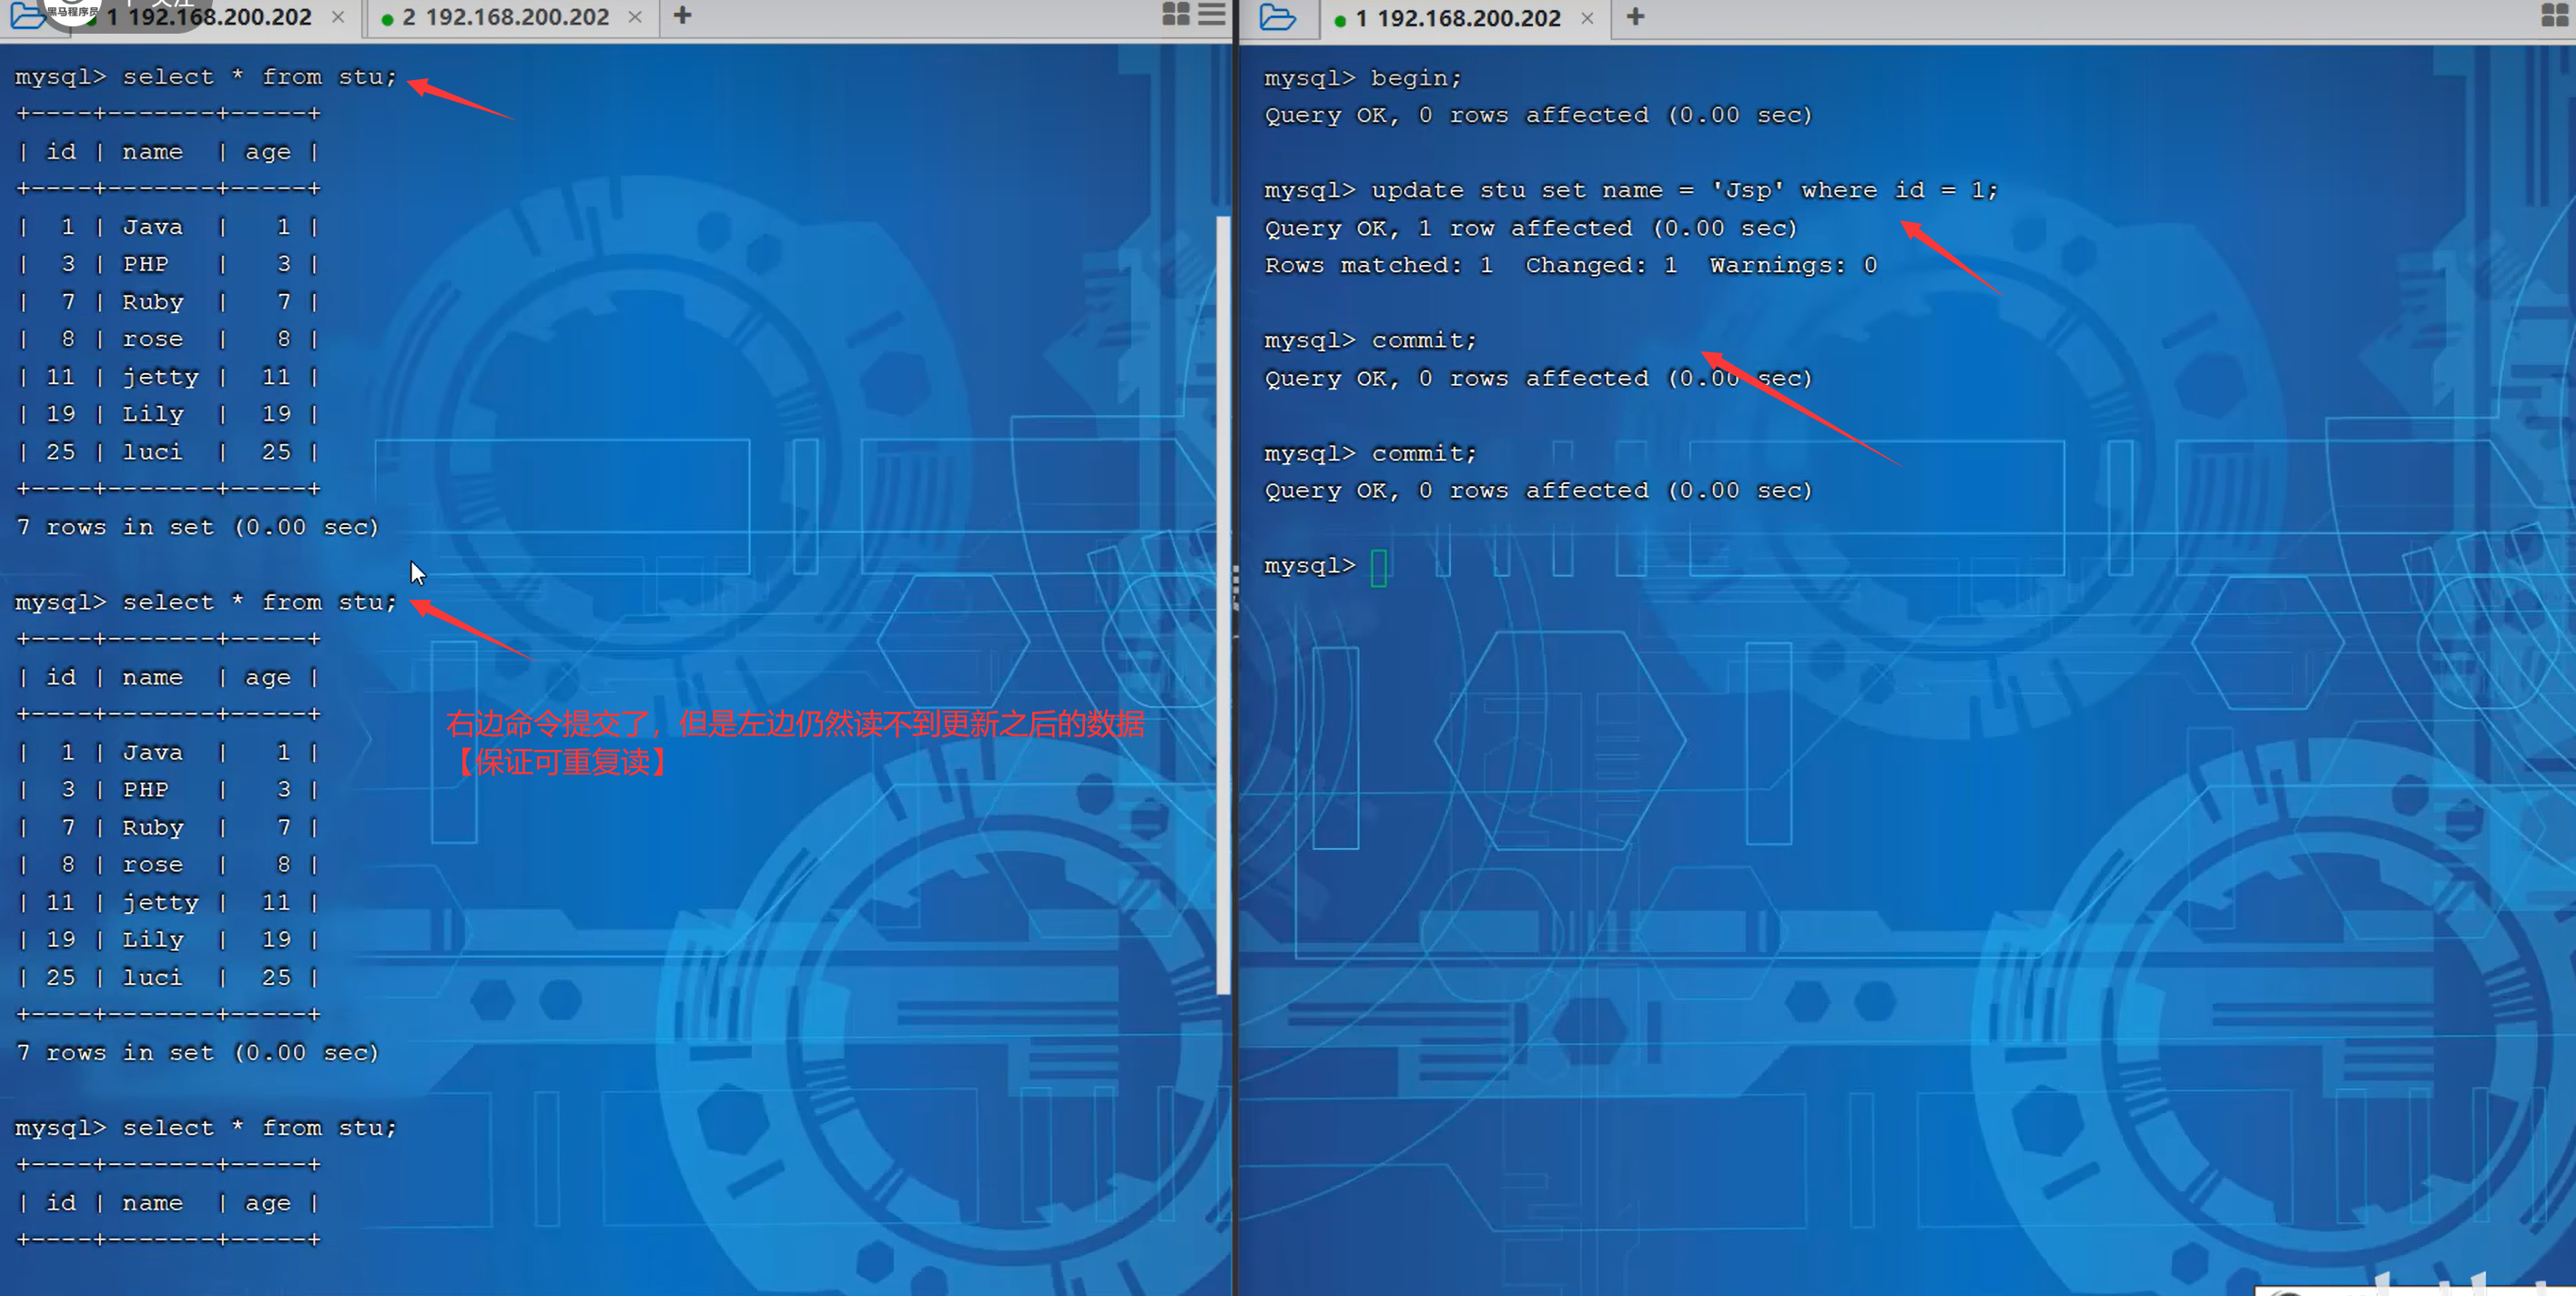 黑马程序员
关注
1 192.168.200.202
2 192.168.200.202
mysql> select * from stu;
+----+-------+-----+
| id | name  | age |
+----+-------+-----+
|  1 | Java  |   1 |
|  3 | PHP   |   3 |
|  7 | Ruby  |   7 |
|  8 | rose  |   8 |
| 11 | jetty |  11 |
| 19 | Lily  |  19 |
| 25 | luci  |  25 |
+----+-------+-----+
7 rows in set (0.00 sec)
mysql> select * from stu;
+----+-------+-----+
| id | name  | age |
+----+-------+-----+
|  1 | Java  |   1 |
|  3 | PHP   |   3 |
|  7 | Ruby  |   7 |
|  8 | rose  |   8 |
| 11 | jetty |  11 |
| 19 | Lily  |  19 |
| 25 | luci  |  25 |
+----+-------+-----+
7 rows in set (0.00 sec)
右边命令提交了，但是左边仍然读不到更新之后的数据
【保证可重复读】
mysql> select * from stu;
+----+-------+-----+
| id | name  | age |
+----+-------+-----+
1 192.168.200.202
mysql> begin;
Query OK, 0 rows affected (0.00 sec)
mysql> update stu set name = 'Jsp' where id = 1;
Query OK, 1 row affected (0.00 sec)
Rows matched: 1  Changed: 1  Warnings: 0
mysql> commit;
Query OK, 0 rows affected (0.00 sec)
mysql> commit;
Query OK, 0 rows affected (0.00 sec)
mysql>